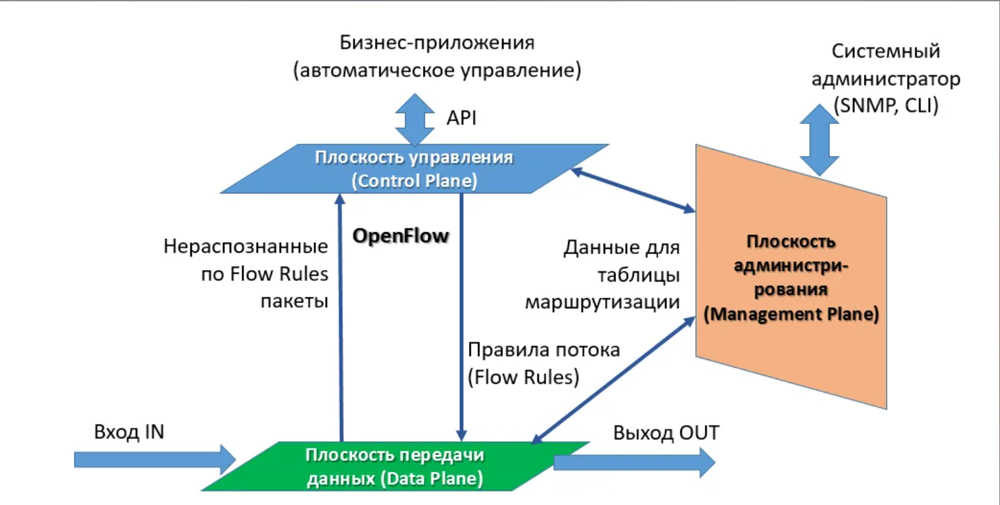 Бизнес-приложения
(автоматическое управление)
Системный
администратор
(SNMP, CLI)
API
Плоскость управления
(Control Plane)
OpenFlow
Нераспознанные
по Flow Rules
пакеты
Данные для
таблицы
маршрутизации
Плоскость
администри-
рования
(Management Plane)
Правила потока
(Flow Rules)
Вход IN
Выход OUT
Плоскость передачи
данных (Data Plane)